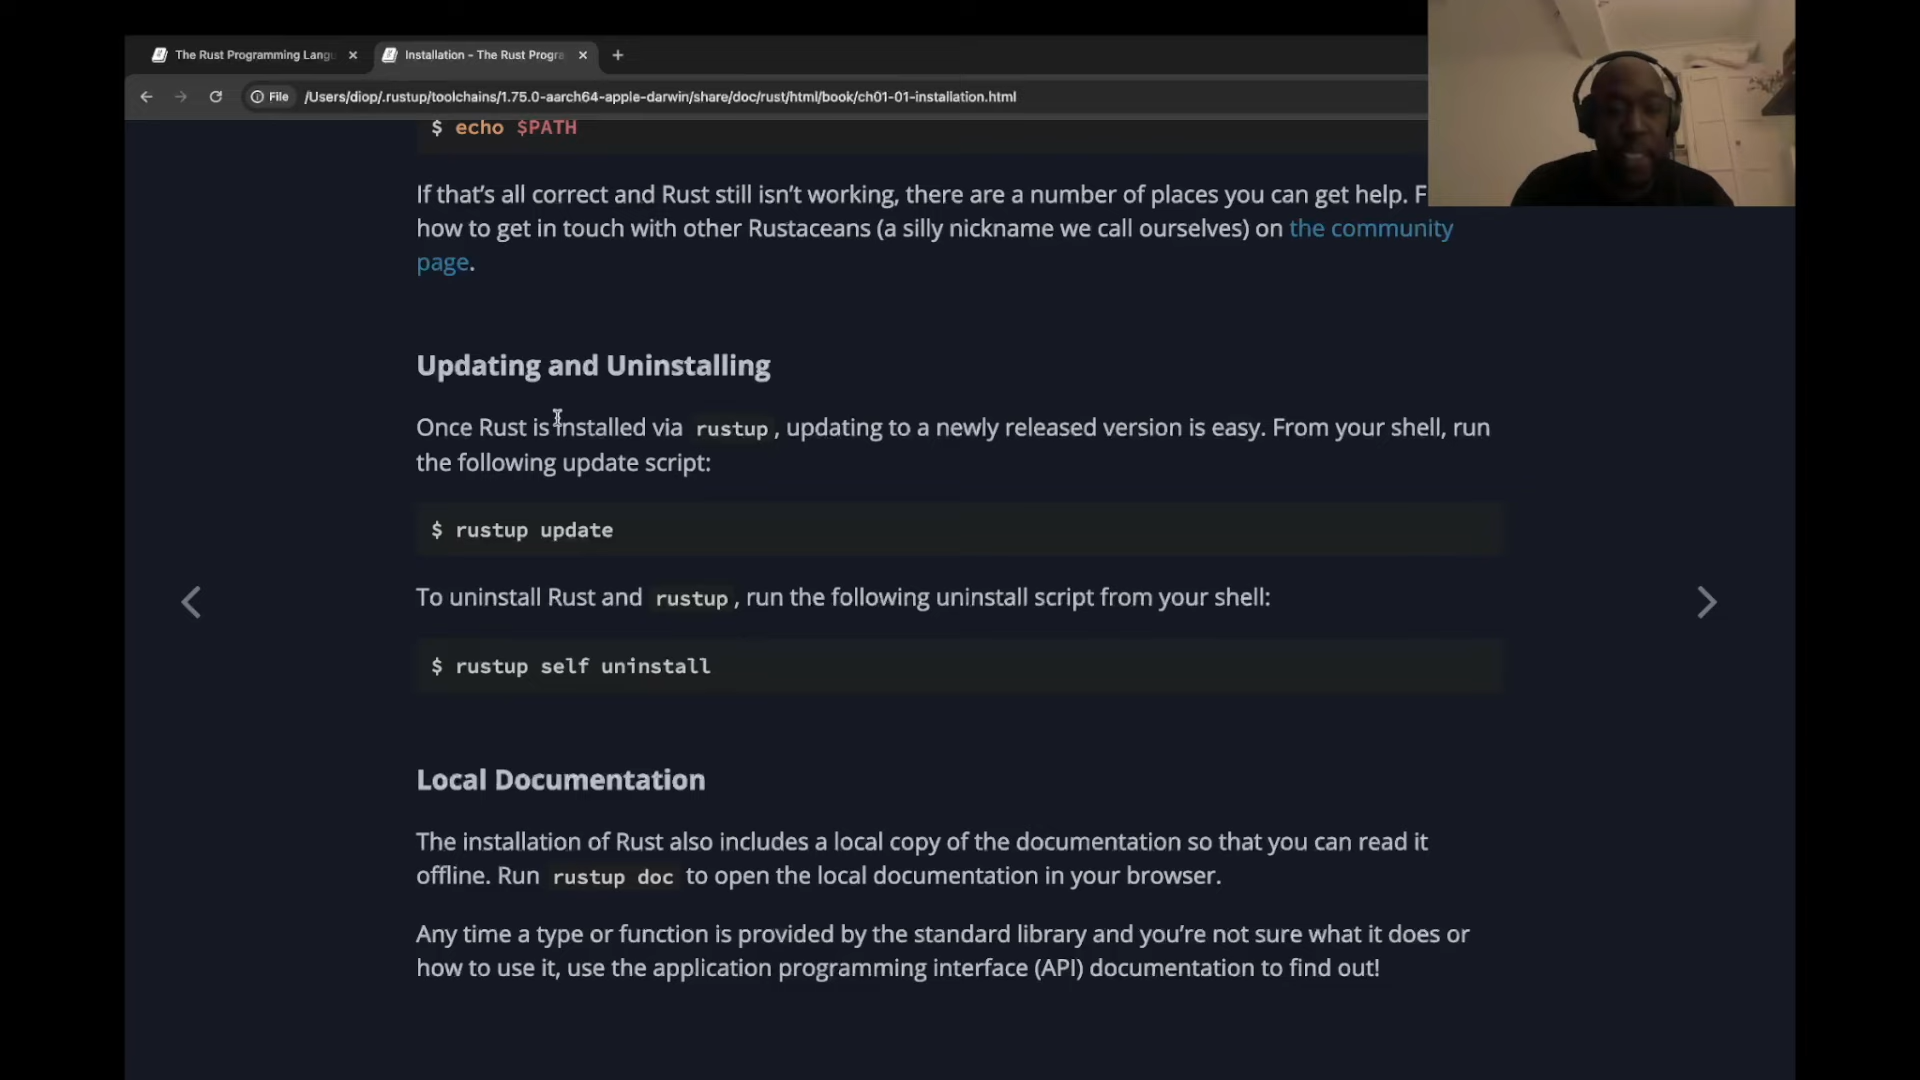 The Rust Programming Langu
Installation - The Rust Progra
File
/Users/diop/.rustup/toolchains/1.75.0-aarch64-apple-darwin/share/doc/rust/html/book/ch01-01-installation.html
$ echo $PATH
If that's all correct and Rust still isn't working, there are a number of places you can get help. F
how to get in touch with other Rustaceans (a silly nickname we call ourselves) on the community
page.
Updating and Uninstalling
Once Rust is installed via rustup, updating to a newly released version is easy. From your shell, run
the following update script:
$ rustup update
To uninstall Rust and rustup, run the following uninstall script from your shell:
$ rustup self uninstall
Local Documentation
The installation of Rust also includes a local copy of the documentation so that you can read it
offline. Run rustup doc to open the local documentation in your browser.
Any time a type or function is provided by the standard library and you're not sure what it does or
how to use it, use the application programming interface (API) documentation to find out!